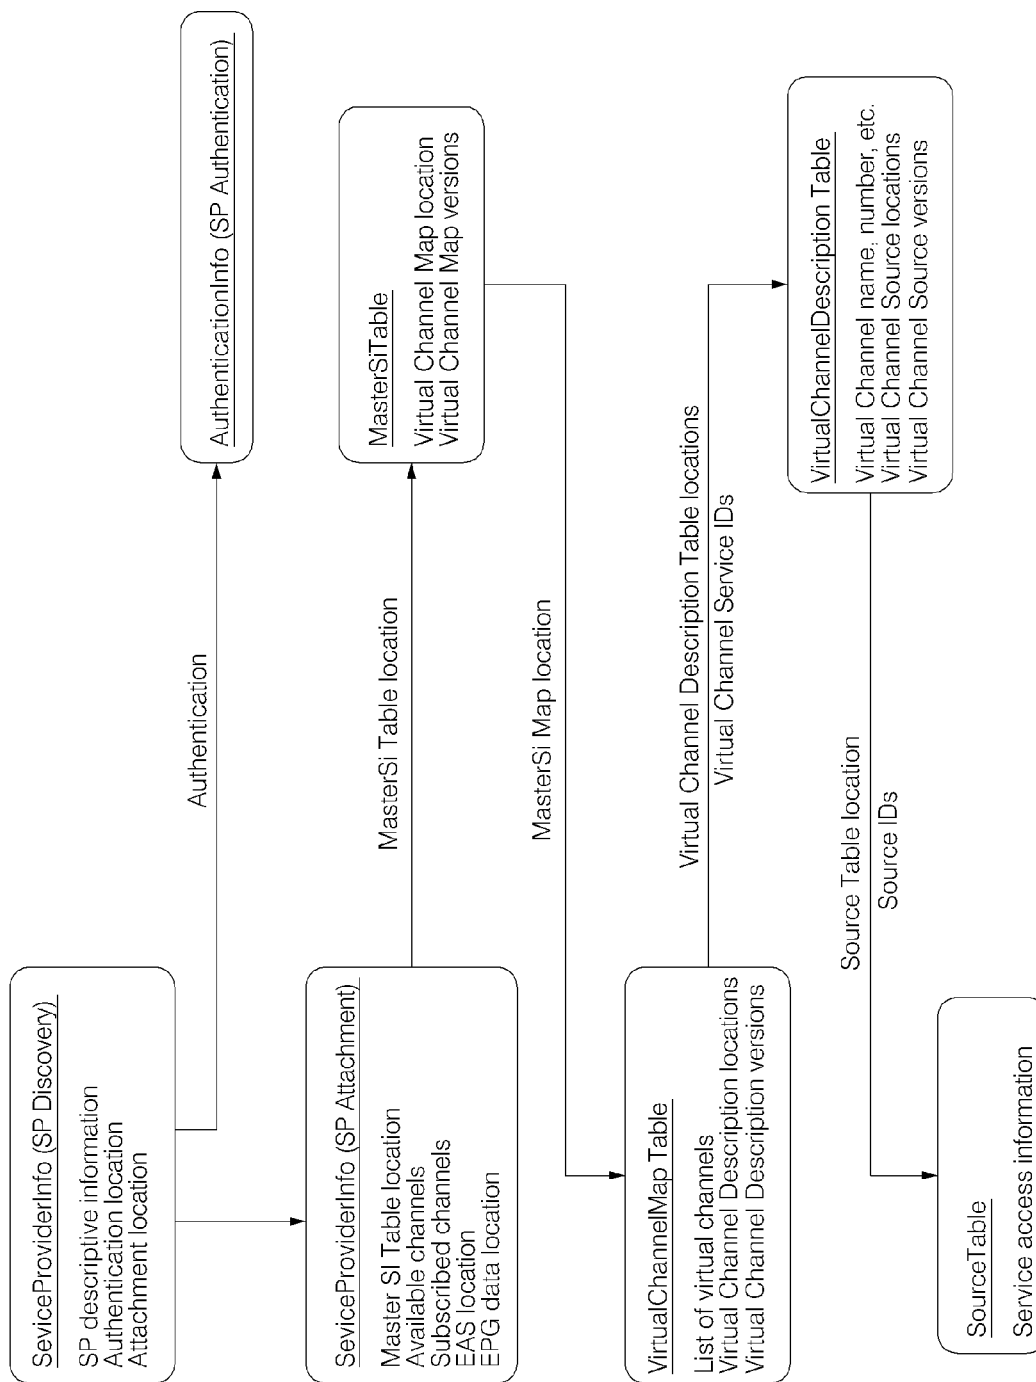 SeviceProviderInfo (SP Discovery)
SP descriptive information
Authentication location
Attachment location
Authentication
AuthenticationInfo (SP Authentication)
SeviceProviderInfo (SP Attachment)
Master SI Table location
Available channels
Subscribed channels
EAS location
EPG data location
MasterSi Table location
MasterSiTable
Virtual Channel Map location
Virtual Channel Map versions
MasterSi Map location
VirtualChannelMap Table
List of virtual channels
Virtual Channel Description locations
Virtual Channel Description versions
Virtual Channel Description Table locations
Virtual Channel Service IDs
VirtualChannelDescription Table
Virtual Channel name, number, etc.
Virtual Channel Source locations
Virtual Channel Source versions
Source Table location
Source IDs
SourceTable
Service access information